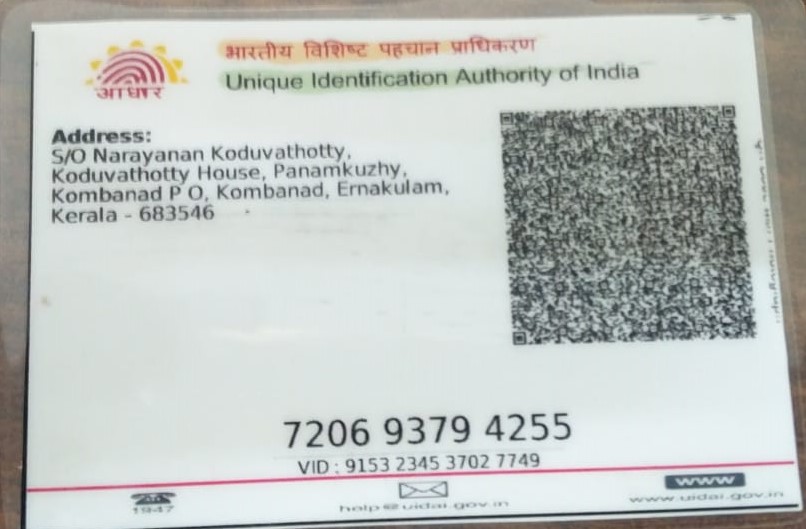 भारतीय विशिष्ट पहचान प्राधिकरण
Unique Identification Authority of India
आधार
Address:
S/O Narayanan Koduvathotty,
Koduvathotty House, Panamkuzhy,
Kombanad P O, Kombanad, Ernakulam,
Kerala - 683546
7206 9379 4255
VID : 9153 2345 3702 7749
1947
help@uidai.gov.in
www
www.uidai.gov.in